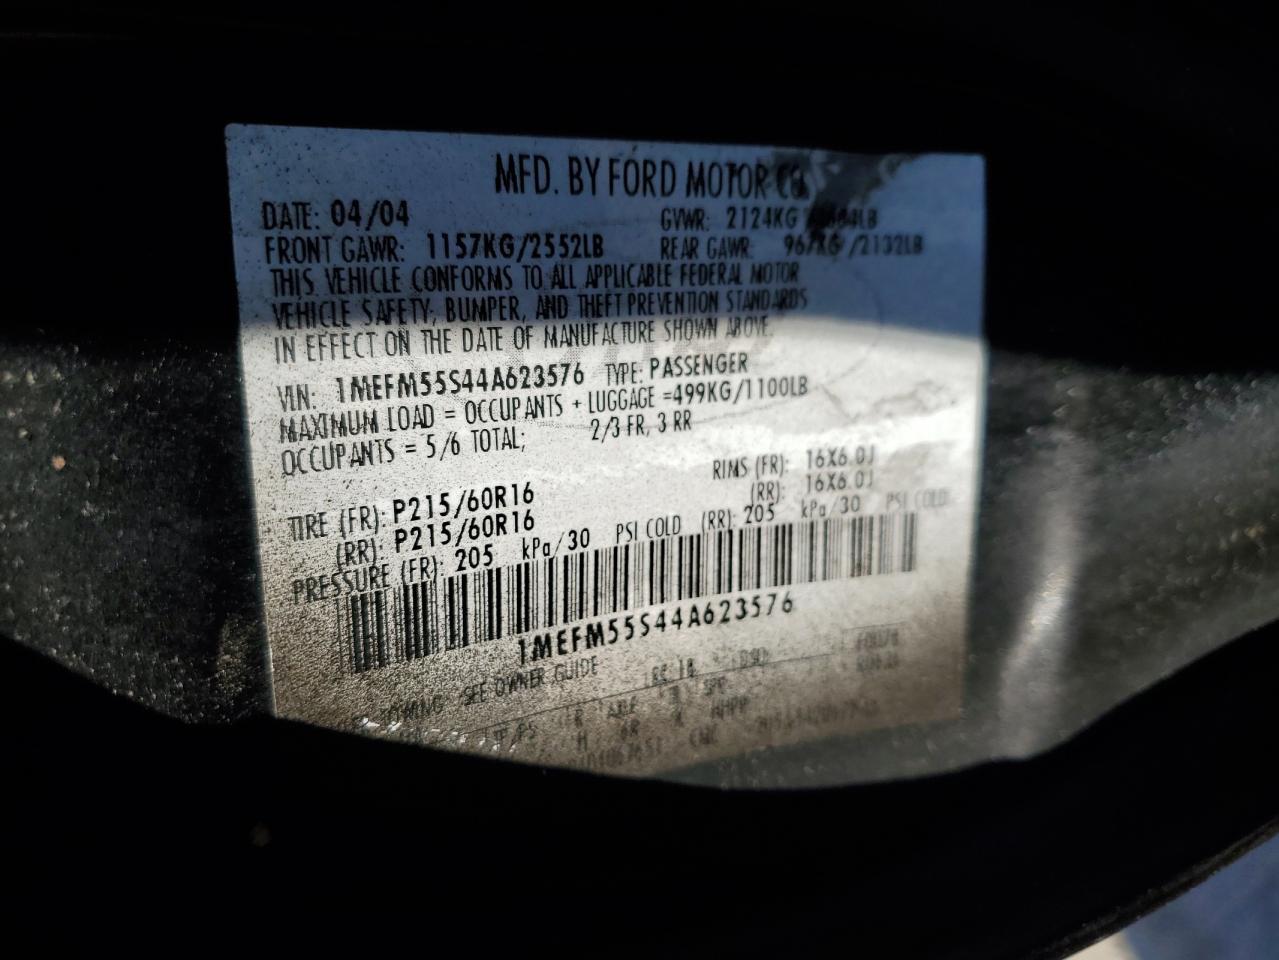 MFD. BY FORD MOTOR CO.
DATE: 04/04 GVWR: 2124KG
FRONT GAWR: 1157KG/2552LB REAR GAWR: 967KG/2132LB
THIS VEHICLE CONFORMS TO ALL APPLICABLE FEDERAL MOTOR
VEHICLE SAFETY, BUMPER, AND THEFT PREVENTION STANDARDS
IN EFFECT ON THE DATE OF MANUFACTURE SHOWN ABOVE.
VIN: 1MEFM55S44A623576 TYPE: PASSENGER
MAXIMUM LOAD = OCCUPANTS + LUGGAGE =499KG/1100LB
OCCUPANTS = 5/6 TOTAL; 2/3 FR, 3 RR
RIMS (FR): 16X6.0J
TIRE (FR): P215/60R16 (RR): 16X6.0J
(RR): P215/60R16
PRESSURE (FR): 205 kPa/30 PSI COLD (RR): 205 kPa/30 PSI COLD
1MEFM55S44A623576
SEE OWNER GUIDE